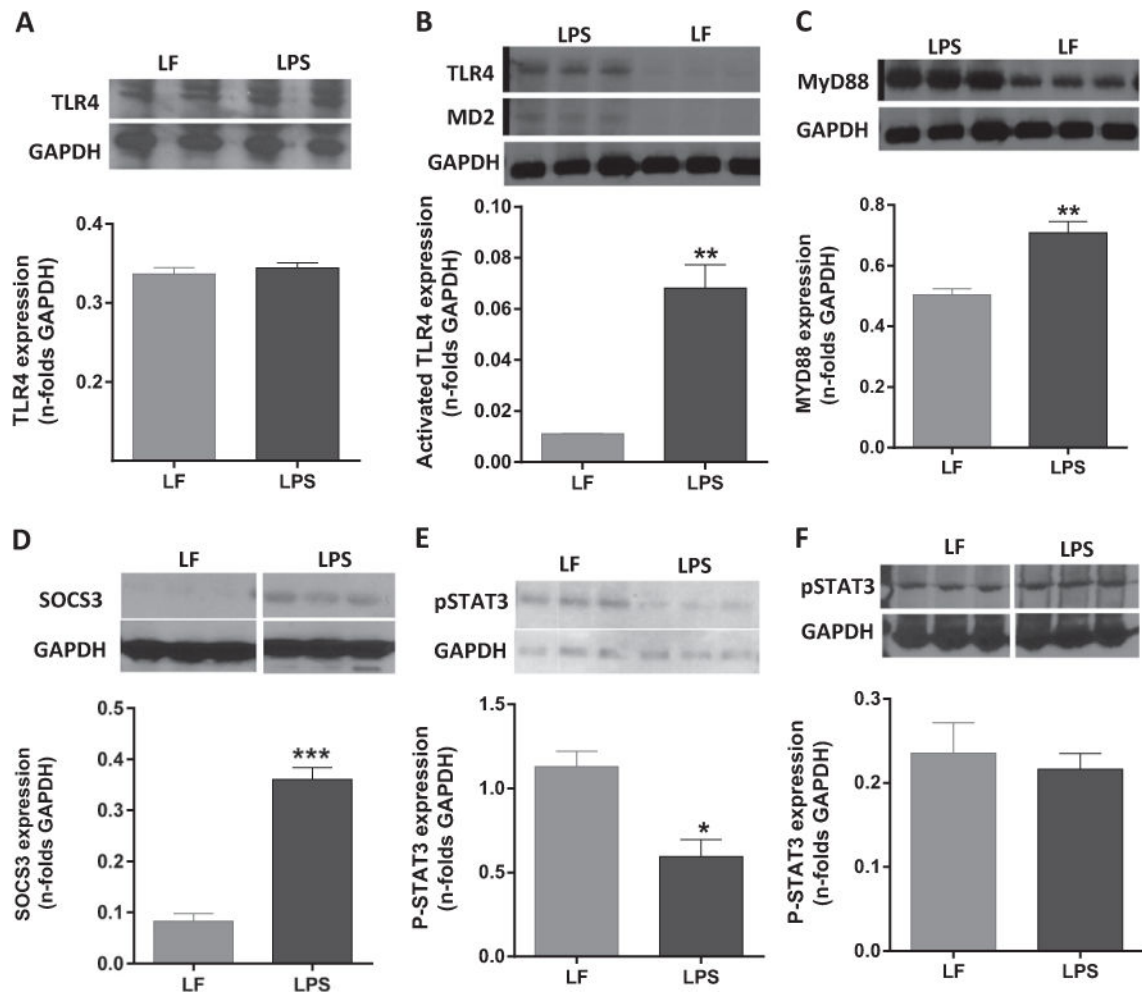 A
LF LPS
TLR4
GAPDH
TLR4 expression
(n-folds GAPDH)
0.4
0.3
0.2
LF LPS
B
LPS LF
TLR4
MD2
GAPDH
Activated TLR4 expression
(n-folds GAPDH)
0.10
0.08
0.06
0.04
0.02
0.00
**
LF LPS
C
LPS LF
MyD88
GAPDH
MYD88 expression
(n-folds GAPDH)
0.8
0.6
0.4
0.2
0.0
**
LF LPS
D
LF LPS
SOCS3
GAPDH
SOCS3 expression
(n-folds GAPDH)
0.5
0.4
0.3
0.2
0.1
0.0
***
LF LPS
E
LF LPS
pSTAT3
GAPDH
P-STAT3 expression
(n-folds GAPDH)
1.5
1.0
0.5
0.0
*
LF LPS
F
LF LPS
pSTAT3
GAPDH
P-STAT3 expression
(n-folds GAPDH)
0.3
0.2
0.1
0.0
LF LPS